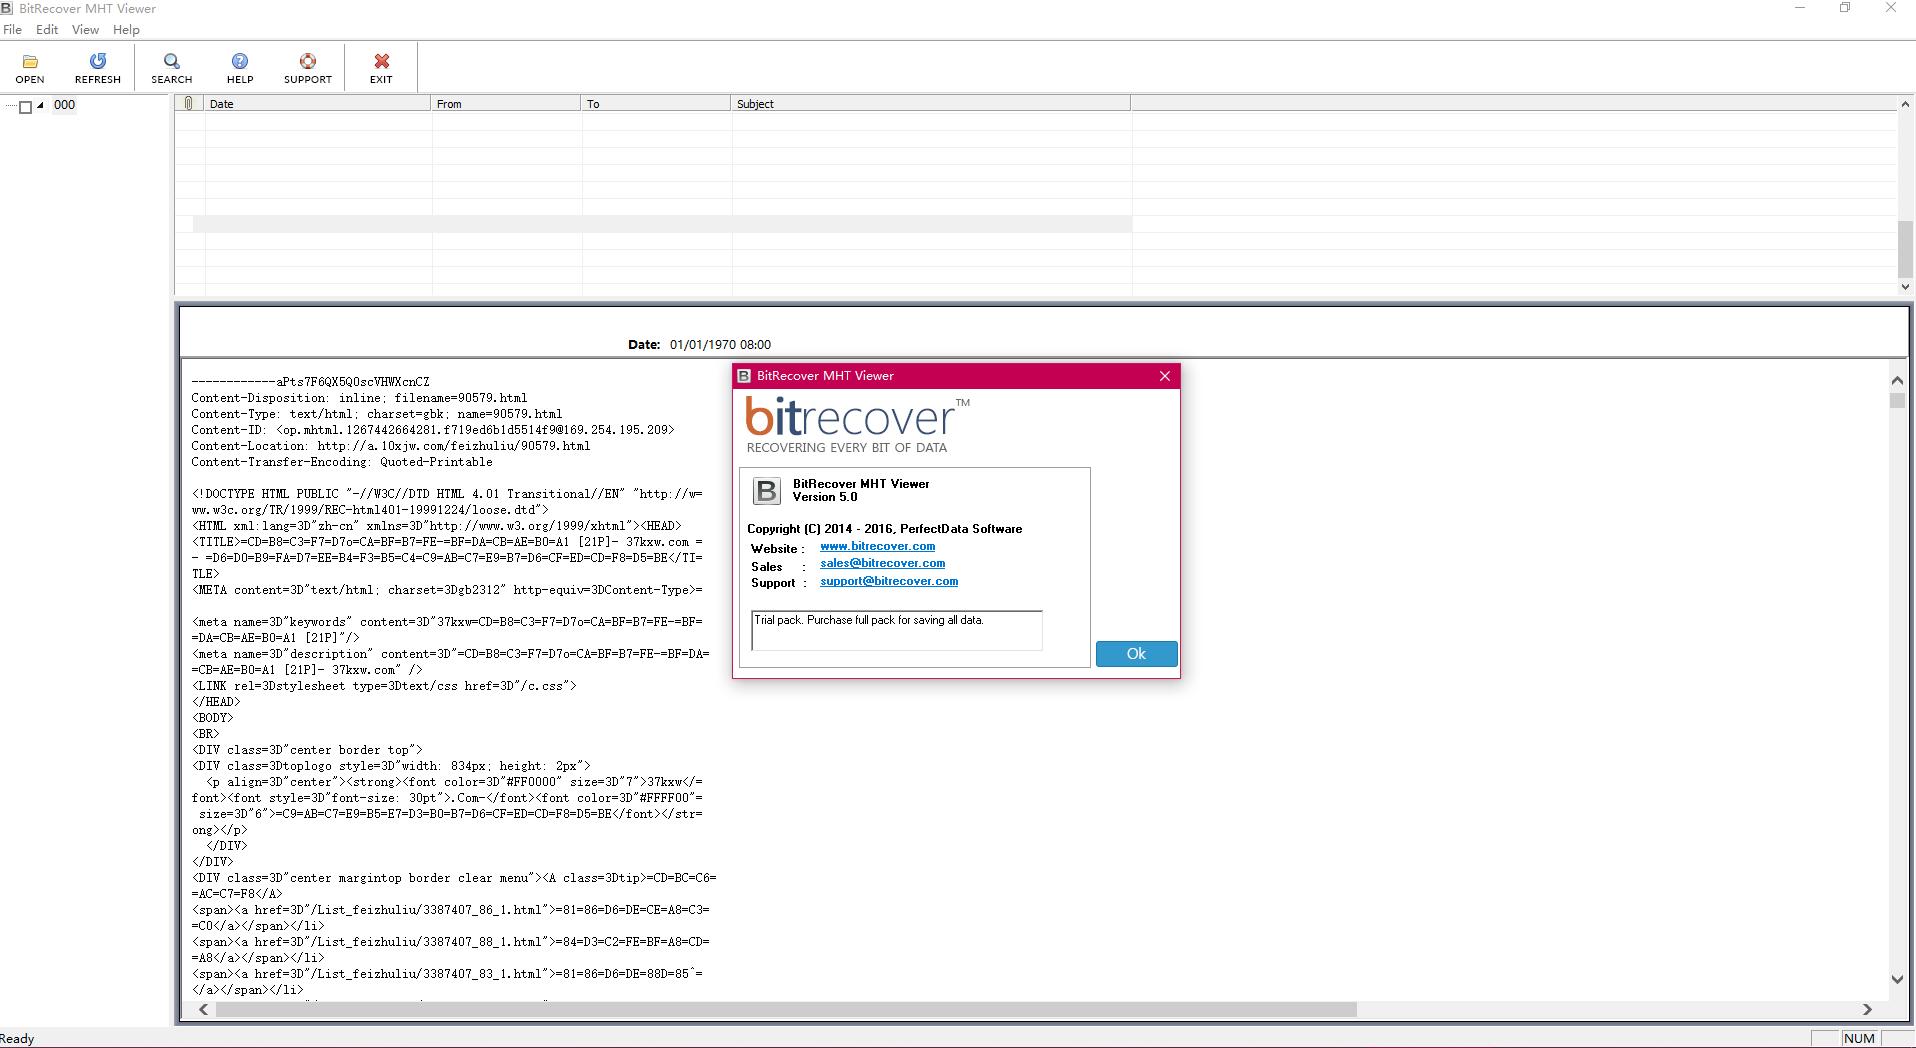 BitRecover MHT Viewer
File Edit View Help
OPEN REFRESH SEARCH HELP SUPPORT EXIT
000
Date From To Subject
Date: 01/01/1970 08:00
------------aPts7F6QX5Q0scVHWXcnCZ
Content-Disposition: inline; filename=90579.html
Content-Type: text/html; charset=gbk; name=90579.html
Content-ID: <op.mhtml.1267442664281.f719ed6b1d5514f9@169.254.195.209>
Content-Location: http://a.10xjw.com/feizhuliu/90579.html
Content-Transfer-Encoding: Quoted-Printable
<!DOCTYPE HTML PUBLIC "-//W3C//DTD HTML 4.01 Transitional//EN" "http://w=
ww.w3c.org/TR/1999/REC-html401-19991224/loose.dtd">
<HTML xml:lang=3D"zh-cn" xmlns=3D"http://www.w3.org/1999/xhtml"><HEAD>
<TITLE>=CD=B8=C3=F7=D7o=CA=BF=B7=FE-=BF=DA=CB=AE=B0=A1 [21P]- 37kxw.com =
- =D6=D0=B9=FA=D7=EE=B4=F3=B5=C4=C9=AB=C7=E9=B7=D6=CF=ED=CD=F8=D5=BE</TI=
TLE>
<META content=3D"text/html; charset=3Dgb2312" http-equiv=3DContent-Type>=
<meta name=3D"keywords" content=3D"37kxw=CD=B8=C3=F7=D7o=CA=BF=B7=FE-=BF=
=DA=CB=AE=B0=A1 [21P]"/>
<meta name=3D"description" content=3D"=CD=B8=C3=F7=D7o=CA=BF=B7=FE-=BF=DA=
=CB=AE=B0=A1 [21P]- 37kxw.com" />
<LINK rel=3Dstylesheet type=3Dtext/css href=3D"/c.css">
</HEAD>
<BODY>
<BR>
<DIV class=3D"center border top">
<DIV class=3Dtoplogo style=3D"width: 834px; height: 2px">
<p align=3D"center"><strong><font color=3D"#FF0000" size=3D"7">37kxw</=
font><font style=3D"font-size: 30pt">.Com-</font><font color=3D"#FFFF00"=
size=3D"6">=C9=AB=C7=E9=B5=E7=D3=B0=B7=D6=CF=ED=CD=F8=D5=BE</font></str=
ong></p>
</DIV>
</DIV>
<DIV class=3D"center margintop border clear menu"><A class=3Dtip>=CD=BC=C6=
=AC=C7=F8</A>
<span><a href=3D"/List_feizhuliu/3387407_86_1.html">=81=86=D6=DE=CE=A8=C3=
=C0</a></span></li>
<span><a href=3D"/List_feizhuliu/3387407_88_1.html">=84=D3=C2=FE=BF=A8=CD=
=A8</a></span></li>
<span><a href=3D"/List_feizhuliu/3387407_83_1.html">=81=86=D6=DE=88D=85^=
</a></span></li>
BitRecover MHT Viewer
bitrecover™
RECOVERING EVERY BIT OF DATA
B
BitRecover MHT Viewer
Version 5.0
Copyright (C) 2014 - 2016, PerfectData Software
Website : www.bitrecover.com
Sales : sales@bitrecover.com
Support : support@bitrecover.com
Trial pack. Purchase full pack for saving all data.
Ok
Ready NUM